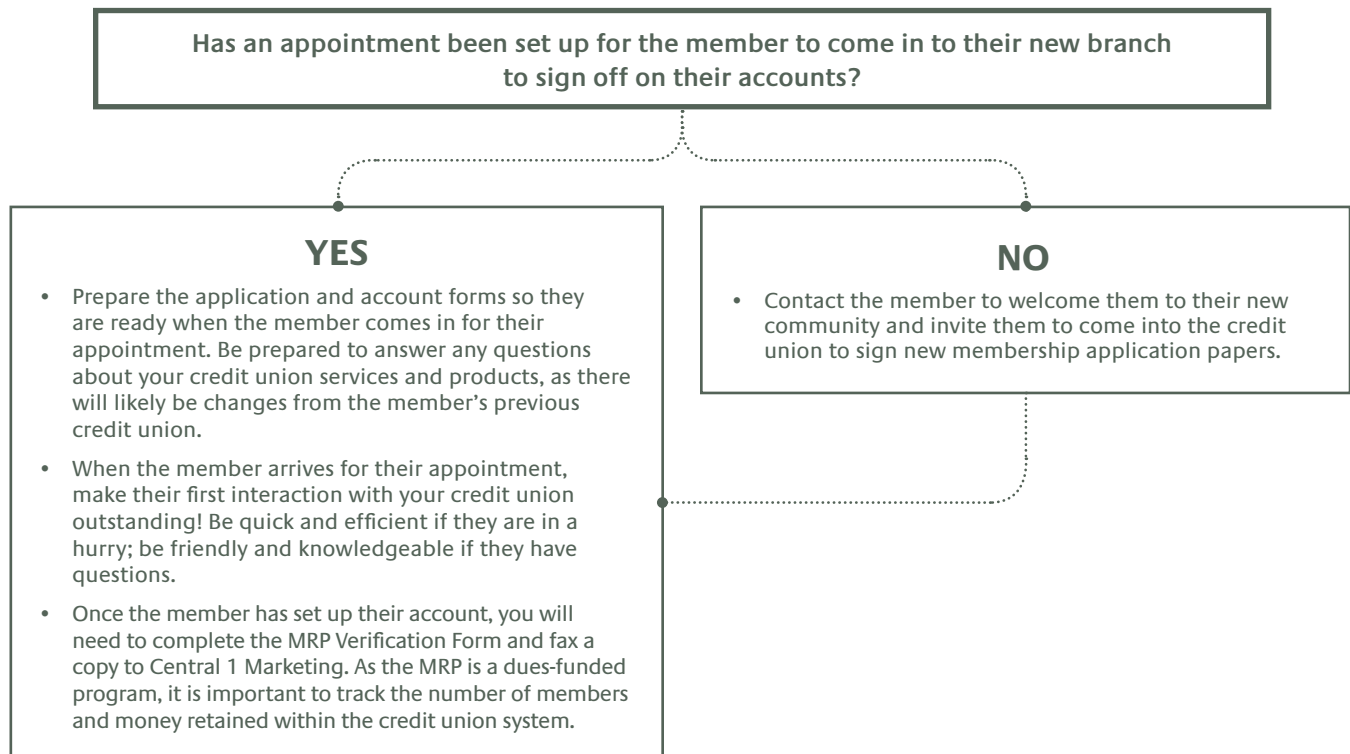 Has an appointment been set up for the member to come in to their new branch
to sign off on their accounts?
YES
• Prepare the application and account forms so they
are ready when the member comes in for their
appointment. Be prepared to answer any questions
about your credit union services and products, as there
will likely be changes from the member’s previous
credit union.
• When the member arrives for their appointment,
make their first interaction with your credit union
outstanding! Be quick and efficient if they are in a
hurry; be friendly and knowledgeable if they have
questions.
• Once the member has set up their account, you will
need to complete the MRP Verification Form and fax a
copy to Central 1 Marketing. As the MRP is a dues-funded
program, it is important to track the number of members
and money retained within the credit union system.
NO
• Contact the member to welcome them to their new
community and invite them to come into the credit
union to sign new membership application papers.